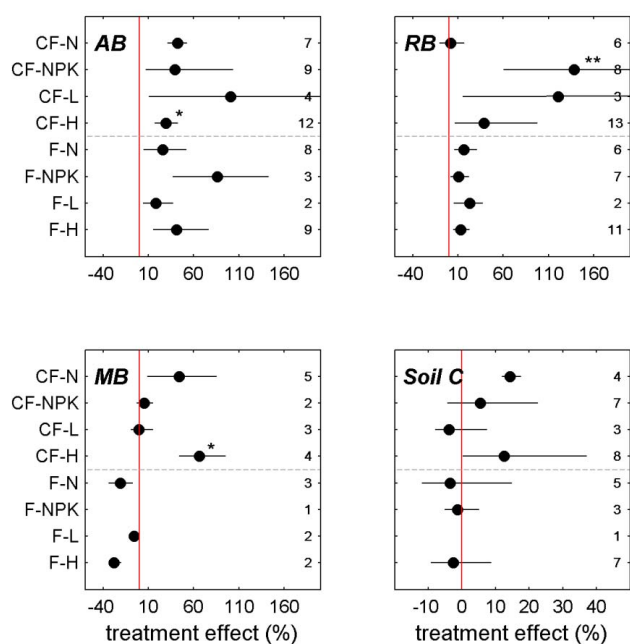 AB
CF-N 7
CF-NPK 9
CF-L 4
CF-H * 12
F-N 8
F-NPK 3
F-L 2
F-H 9
-40 10 60 110 160
RB
6
** 8
3
13
6
7
2
11
-40 10 60 110 160
MB
CF-N 5
CF-NPK 2
CF-L 3
CF-H * 4
F-N 3
F-NPK 1
F-L 2
F-H 2
-40 10 60 110 160
treatment effect (%)
Soil C
4
7
3
8
5
3
1
7
-10 0 10 20 30 40 50
treatment effect (%)